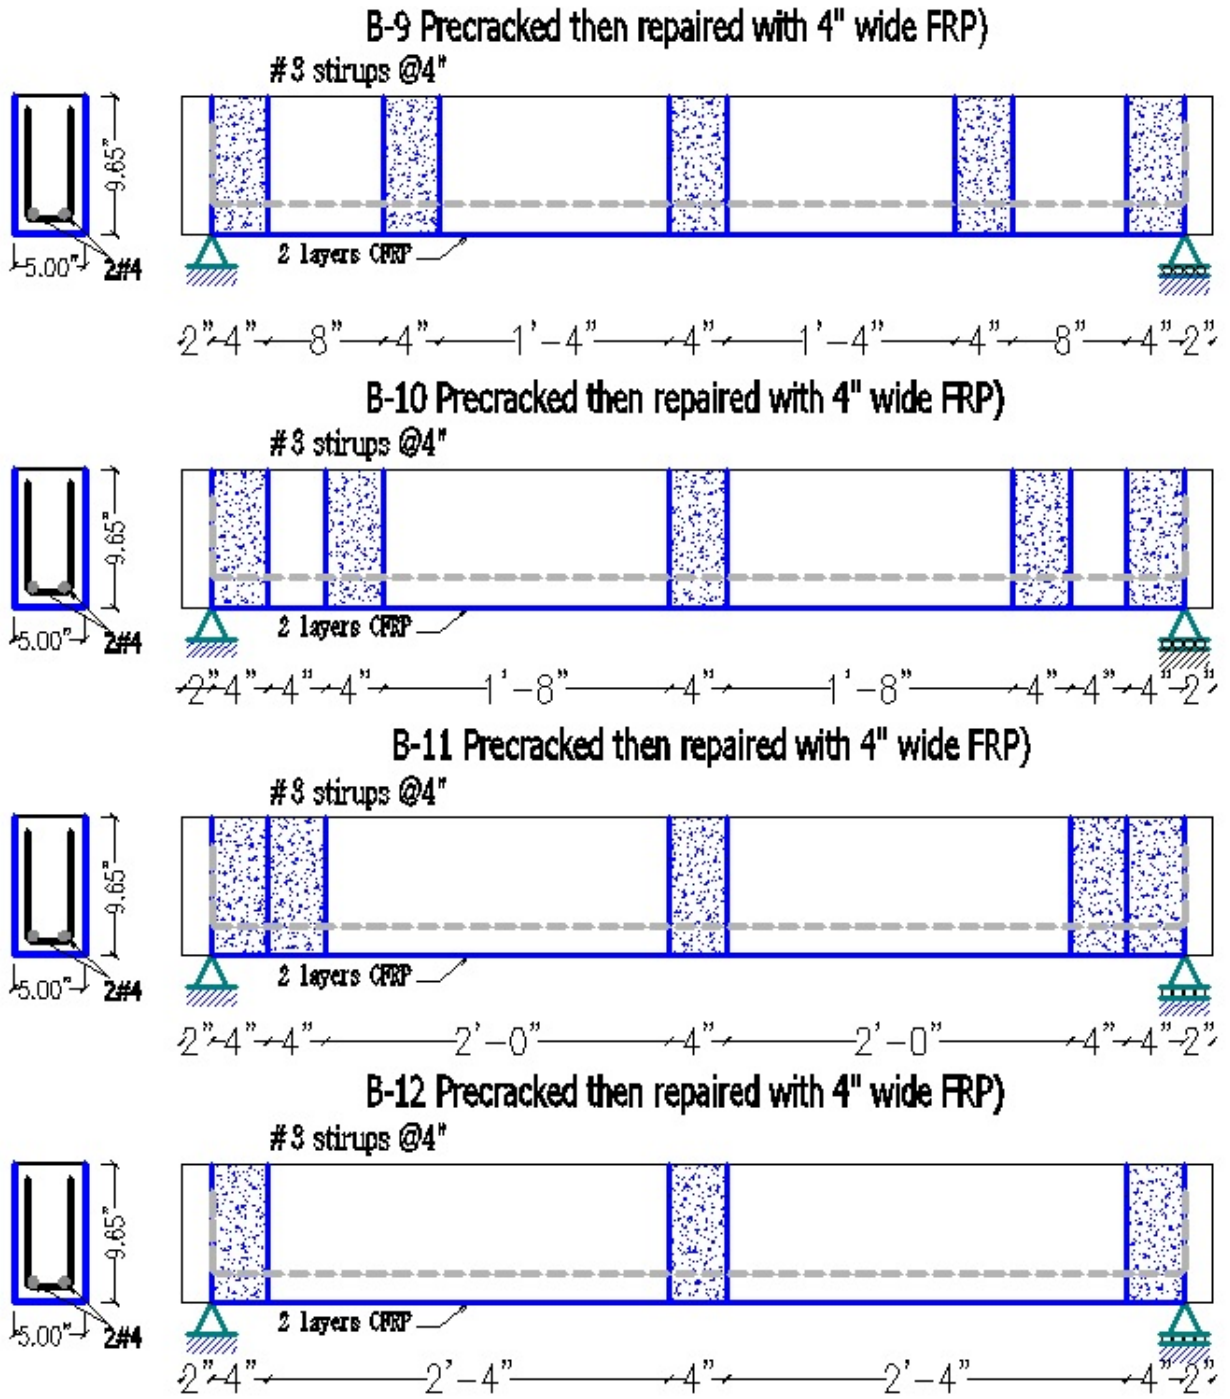 B-9 Precracked then repaired with 4" wide FRP)
#3 stirups @4"
9.65"
5.00"
2#4
2 layers CFRP
2" 4" 8" 4" 1'-4" 4" 1'-4" 4" 8" 4" 2"
B-10 Precracked then repaired with 4" wide FRP)
#3 stirups @4"
9.65"
5.00"
2#4
2 layers CFRP
2" 4" 4" 4" 1'-8" 4" 1'-8" 4" 4" 4" 2"
B-11 Precracked then repaired with 4" wide FRP)
#3 stirups @4"
9.65"
5.00"
2#4
2 layers CFRP
2" 4" 4" 2'-0" 4" 2'-0" 4" 4" 2"
B-12 Precracked then repaired with 4" wide FRP)
#3 stirups @4"
9.65"
5.00"
2#4
2 layers CFRP
2" 4" 2'-4" 4" 2'-4" 4" 2"